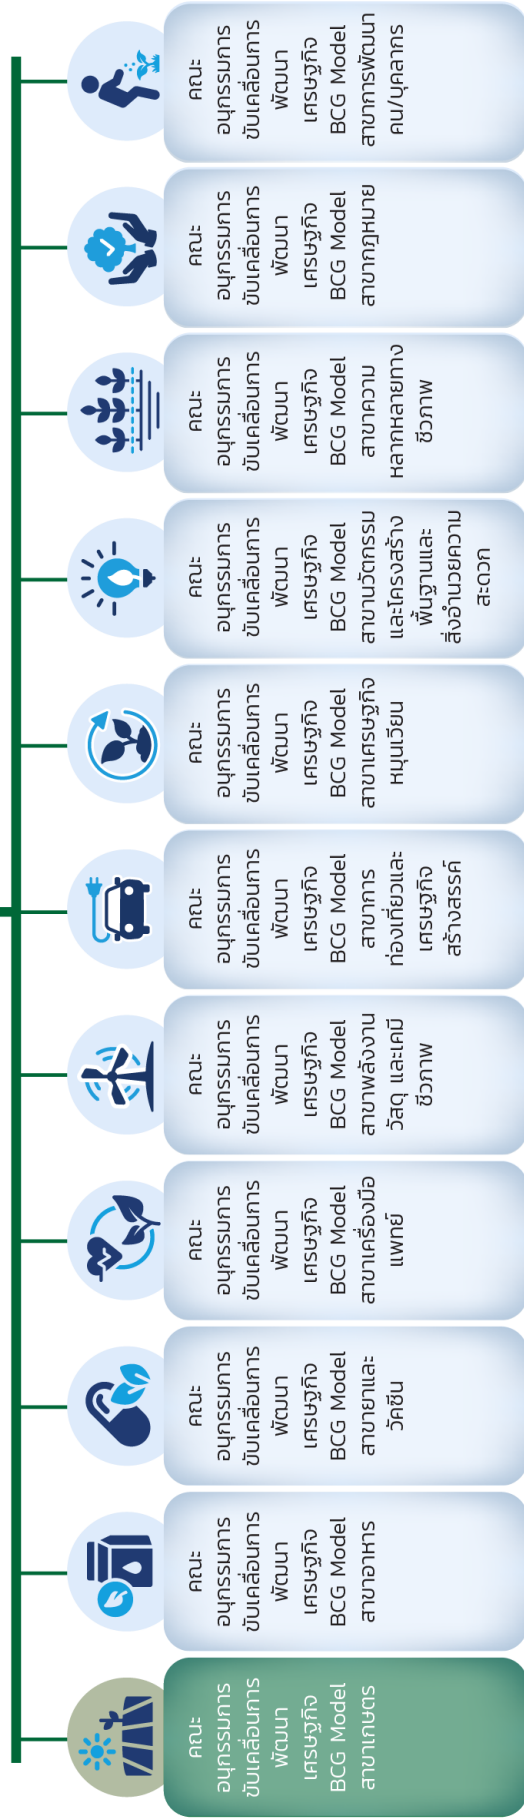 คณะ
อนุกรรมการ
ขับเคลื่อนการ
พัฒนา
เศรษฐกิจ
BCG Model
สาขาเกษตร
คณะ
อนุกรรมการ
ขับเคลื่อนการ
พัฒนา
เศรษฐกิจ
BCG Model
สาขาอาหาร
คณะ
อนุกรรมการ
ขับเคลื่อนการ
พัฒนา
เศรษฐกิจ
BCG Model
สาขายาและ
วัคซีน
คณะ
อนุกรรมการ
ขับเคลื่อนการ
พัฒนา
เศรษฐกิจ
BCG Model
สาขาเครื่องมือ
แพทย์
คณะ
อนุกรรมการ
ขับเคลื่อนการ
พัฒนา
เศรษฐกิจ
BCG Model
สาขาพลังงาน
วัสดุ และเคมี
ชีวภาพ
คณะ
อนุกรรมการ
ขับเคลื่อนการ
พัฒนา
เศรษฐกิจ
BCG Model
สาขาการ
ท่องเที่ยวและ
เศรษฐกิจ
สร้างสรรค์
คณะ
อนุกรรมการ
ขับเคลื่อนการ
พัฒนา
เศรษฐกิจ
BCG Model
สาขาเศรษฐกิจ
หมุนเวียน
คณะ
อนุกรรมการ
ขับเคลื่อนการ
พัฒนา
เศรษฐกิจ
BCG Model
สาขานวัตกรรม
และโครงสร้าง
พื้นฐานและ
สิ่งอำนวยความ
สะดวก
คณะ
อนุกรรมการ
ขับเคลื่อนการ
พัฒนา
เศรษฐกิจ
BCG Model
สาขาความ
หลากหลายทาง
ชีวภาพ
คณะ
อนุกรรมการ
ขับเคลื่อนการ
พัฒนา
เศรษฐกิจ
BCG Model
สาขากฎหมาย
คณะ
อนุกรรมการ
ขับเคลื่อนการ
พัฒนา
เศรษฐกิจ
BCG Model
สาขาการพัฒนา
คน/บุคลากร